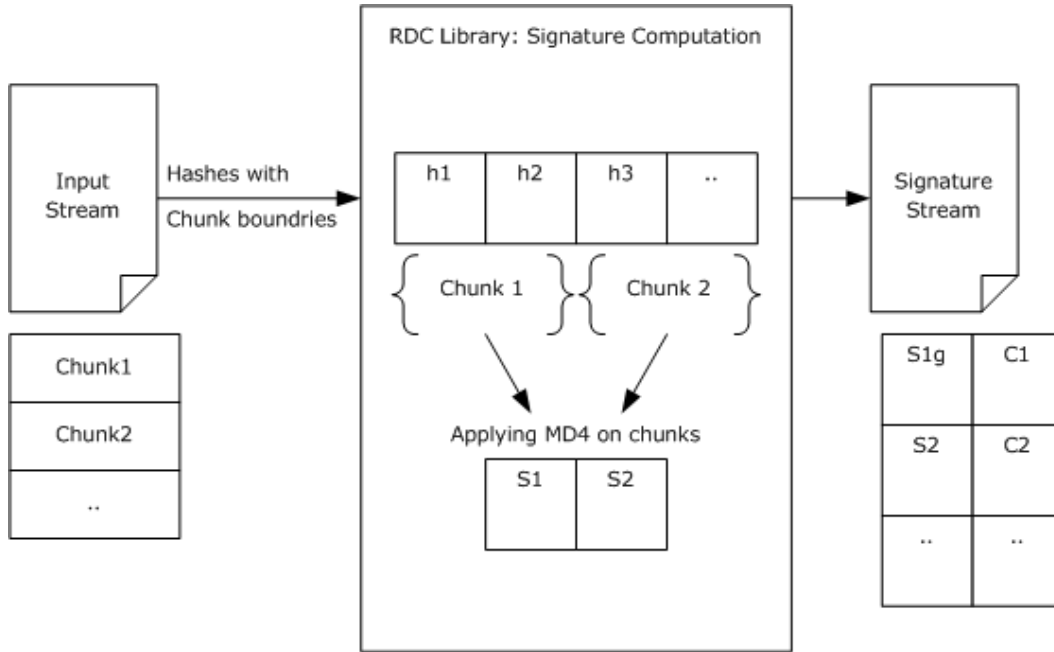 RDC Library: Signature Computation
Input
Stream
Hashes with
Chunk boundries
h1 h2 h3 ..
Chunk 1 Chunk 2
Applying MD4 on chunks
S1 S2
Signature
Stream
Chunk1
Chunk2
..
S1g C1
S2 C2
.. ..